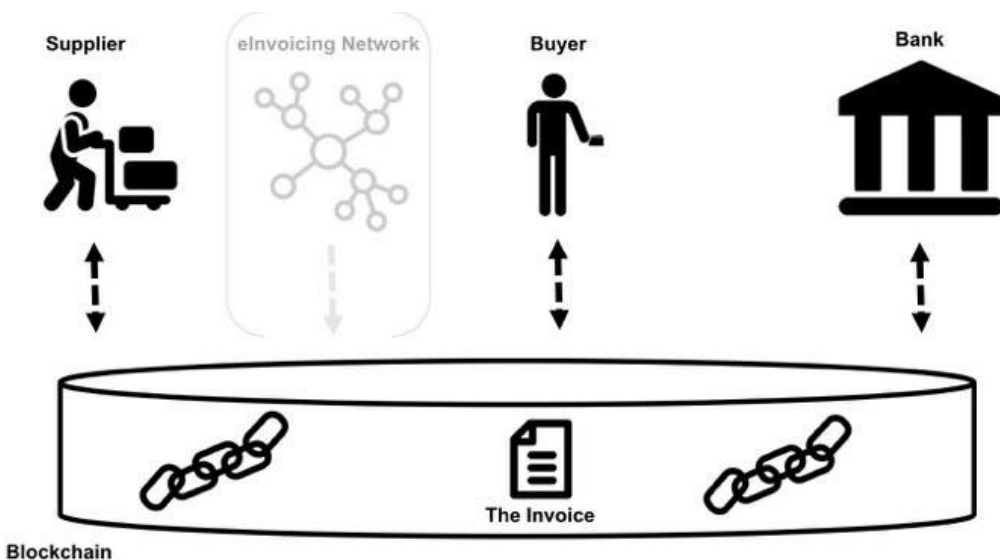 Supplier
eInvoicing Network
Buyer
Bank
The Invoice
Blockchain